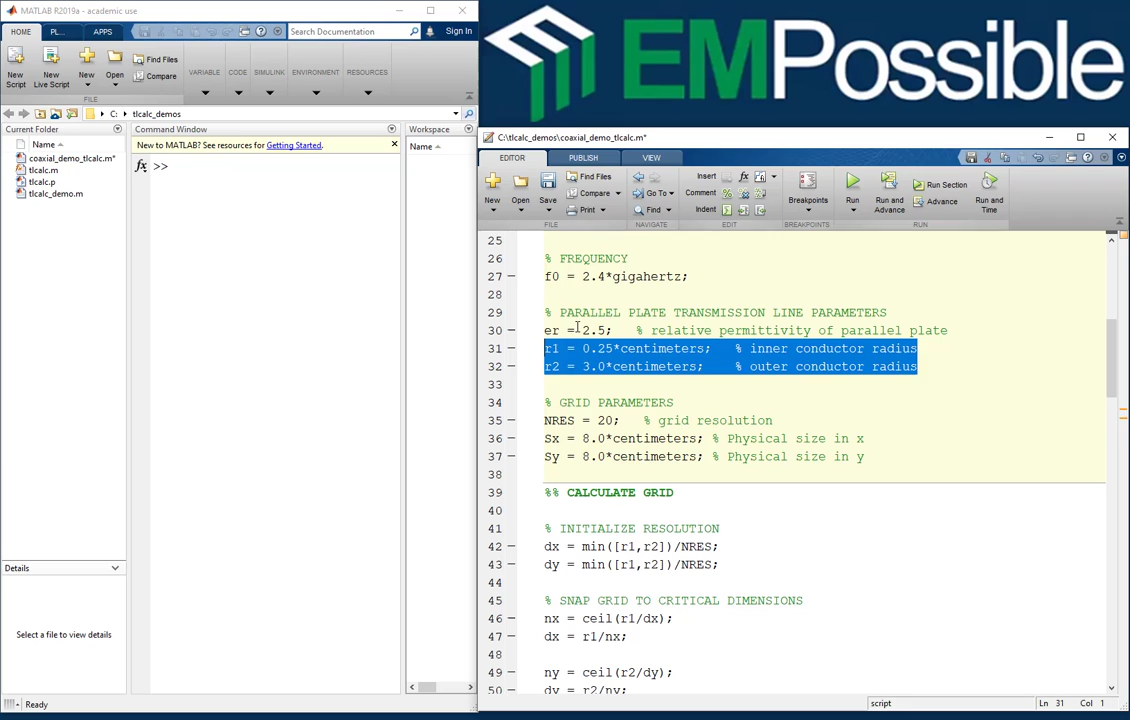 MATLAB R2019a - academic use
HOME
PL...
APPS
Search Documentation
Sign In
New
Script
New
Live Script
New
Open
Find Files
Compare
VARIABLE
CODE
SIMULINK
ENVIRONMENT
RESOURCES
FILE
C:
tlcalc_demos
Current Folder
Name
coaxial_demo_tlcalc.m*
tlcalc.m
tlcalc.p
tlcalc_demo.m
Details
Select a file to view details
Command Window
New to MATLAB? See resources for Getting Started.
fx >>
Workspace
Name
Ready
EMPossible
C:\tlcalc_demos\coaxial_demo_tlcalc.m*
EDITOR
PUBLISH
VIEW
New
Open
Save
Find Files
Compare
Print
Go To
Find
Insert
fx
Comment
Indent
Breakpoints
Run
Run and
Advance
Run Section
Advance
Run and
Time
FILE
NAVIGATE
EDIT
BREAKPOINTS
RUN
25
26 % FREQUENCY
27 f0 = 2.4*gigahertz;
28
29 % PARALLEL PLATE TRANSMISSION LINE PARAMETERS
30 er = 2.5; % relative permittivity of parallel plate
31 r1 = 0.25*centimeters; % inner conductor radius
32 r2 = 3.0*centimeters; % outer conductor radius
33
34 % GRID PARAMETERS
35 NRES = 20; % grid resolution
36 Sx = 8.0*centimeters; % Physical size in x
37 Sy = 8.0*centimeters; % Physical size in y
38
39 %% CALCULATE GRID
40
41 % INITIALIZE RESOLUTION
42 dx = min([r1,r2])/NRES;
43 dy = min([r1,r2])/NRES;
44
45 % SNAP GRID TO CRITICAL DIMENSIONS
46 nx = ceil(r1/dx);
47 dx = r1/nx;
48
49 ny = ceil(r2/dy);
50 dy = r2/ny;
script
Ln 31
Col 1